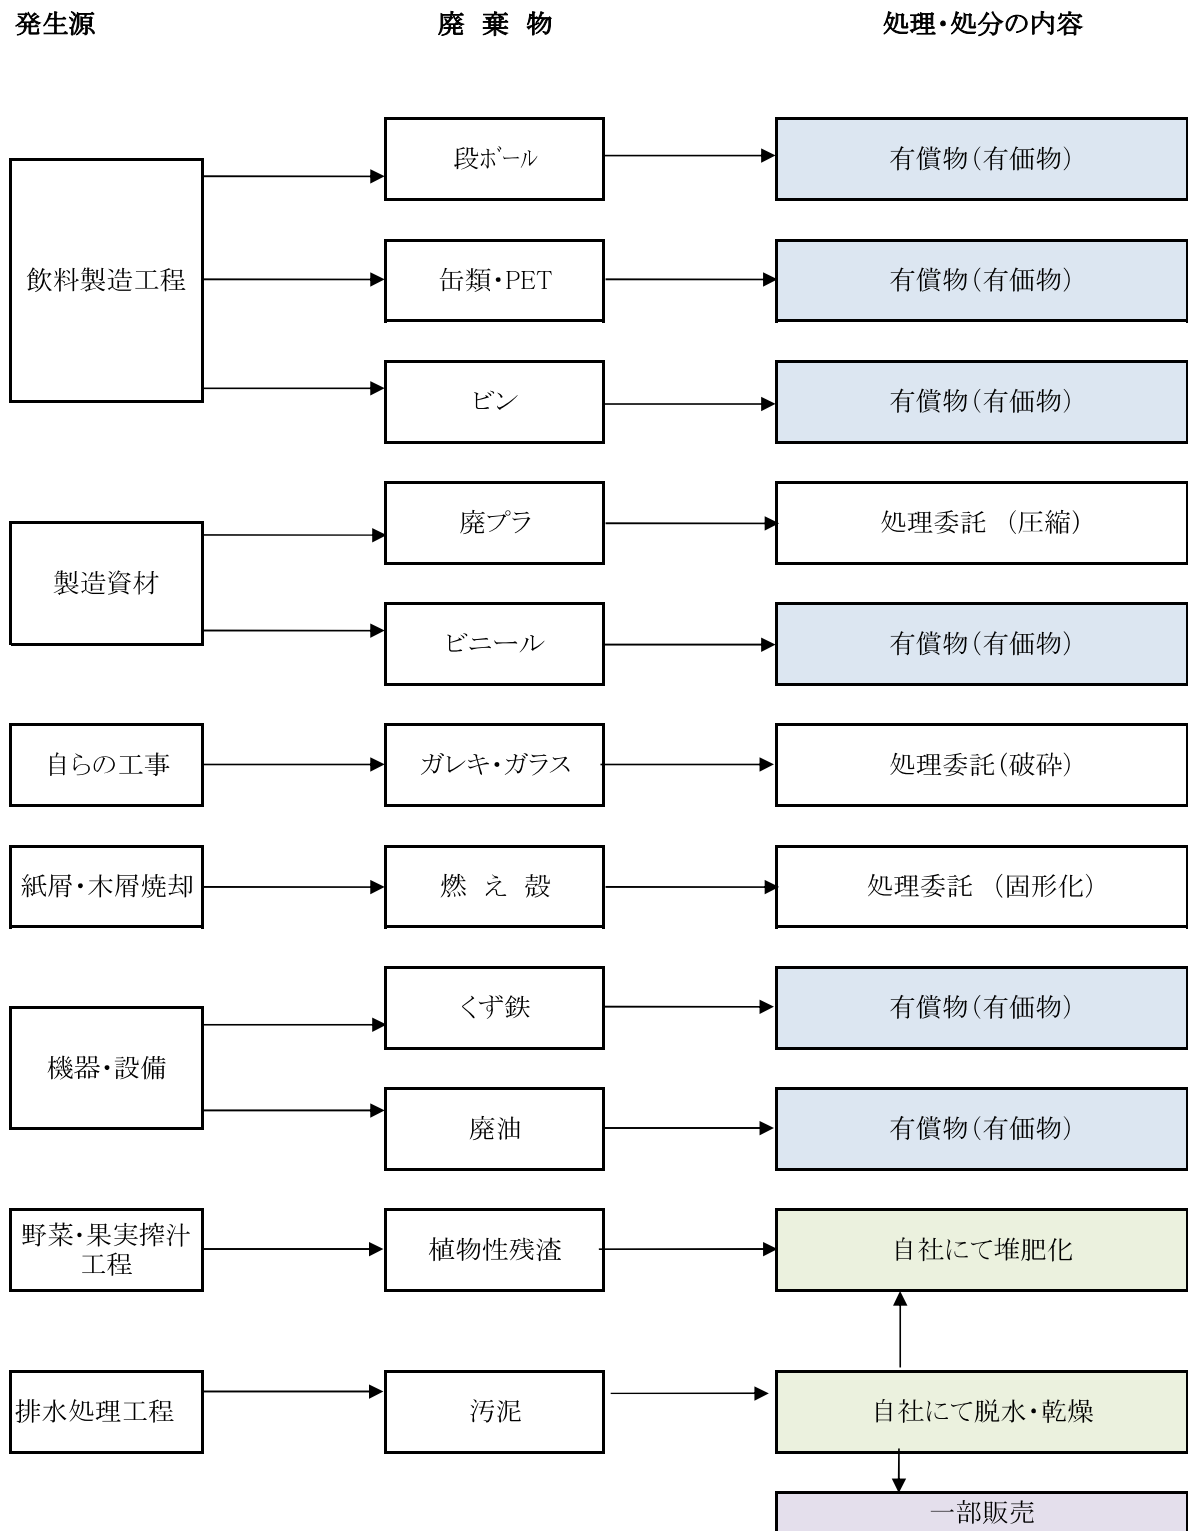 発生源 廃 棄 物 処理・処分の内容
段ﾎﾞｰﾙ 有償物(有価物)
飲料製造工程 缶類・PET 有償物(有価物)
ビン 有償物(有価物)
廃プラ 処理委託 (圧縮)
製造資材
ビニール 有償物(有価物)
自らの工事 ガレキ・ガラス 処理委託(破砕)
紙屑・木屑焼却 燃 え 殻 処理委託 (固形化)
くず鉄 有償物(有価物)
機器・設備
廃油 有償物(有価物)
野菜・果実搾汁
工程
植物性残渣 自社にて堆肥化
排水処理工程 汚泥 自社にて脱水・乾燥
一部販売